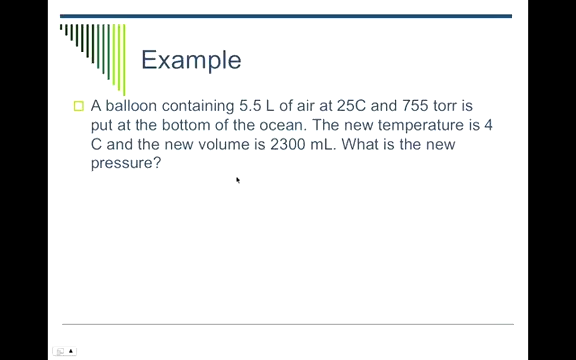 Example
A balloon containing 5.5 L of air at 25C and 755 torr is
put at the bottom of the ocean. The new temperature is 4
C and the new volume is 2300 mL. What is the new
pressure?